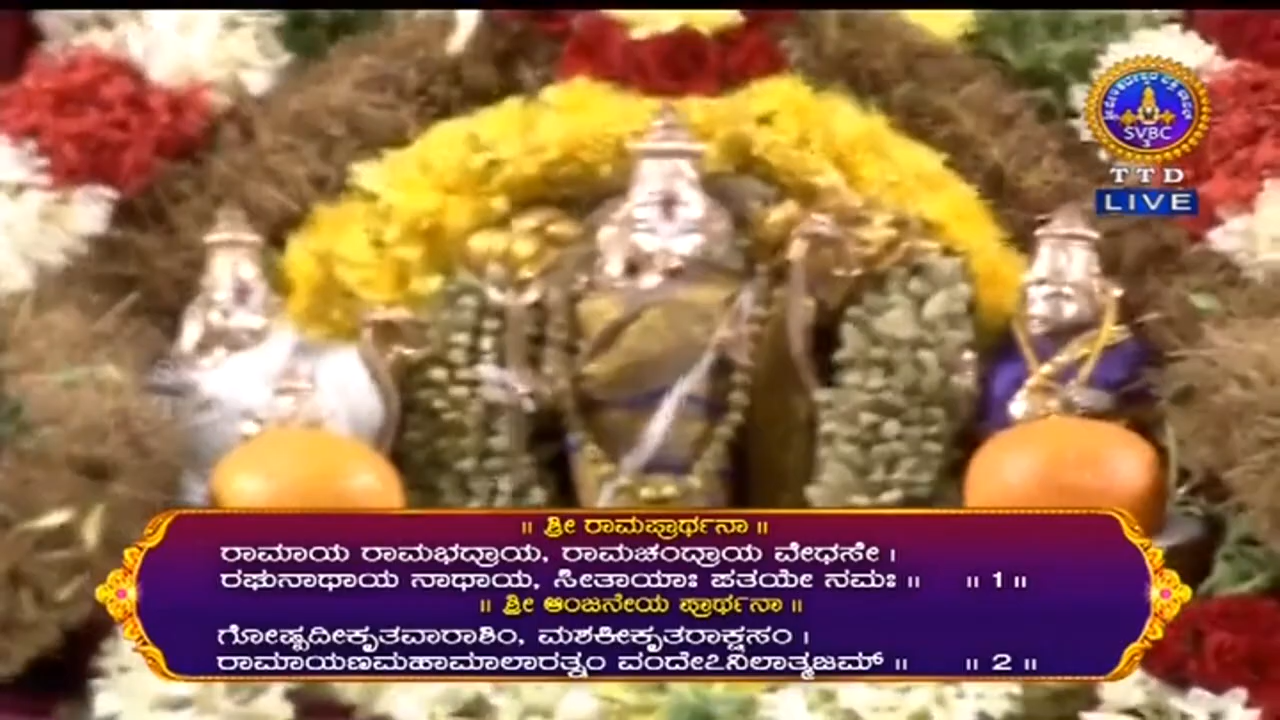 SVBC
3
TTD
LIVE
॥ ಶ್ರೀ ರಾಮಪ್ರಾರ್ಥನಾ ॥
ರಾಮಾಯ ರಾಮಭದ್ರಾಯ, ರಾಮಚಂದ್ರಾಯ ವೇಧಸೇ ।
ರಘುನಾಥಾಯ ನಾಥಾಯ, ಸೀತಾಯಾಃ ಪತಯೇ ನಮಃ ॥ ॥ 1 ॥
॥ ಶ್ರೀ ಆಂಜನೇಯ ಪ್ರಾರ್ಥನಾ ॥
ಗೋಷ್ಪದೀಕೃತವಾರಾಶಿಂ, ಮಶಕೀಕೃತರಾಕ್ಷಸಂ ।
ರಾಮಾಯಣಮಹಾಮಾಲಾರತ್ನಂ ವಂದೇಽನಿಲಾತ್ಮಜಮ್ ॥ ॥ 2 ॥